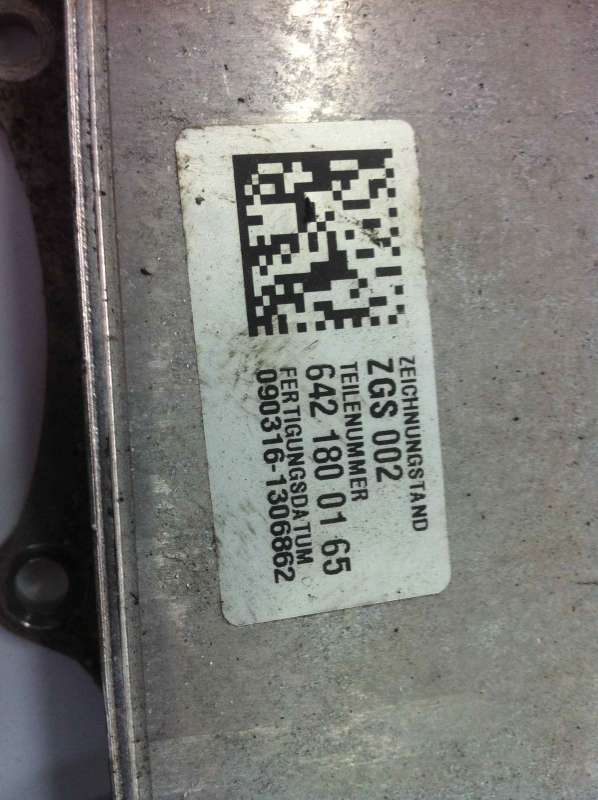 ZEICHNUNGSTAND
ZGS 002
TEILENUMMER
642 180 01 65
FERTIGUNGSDATUM
090316-1306862